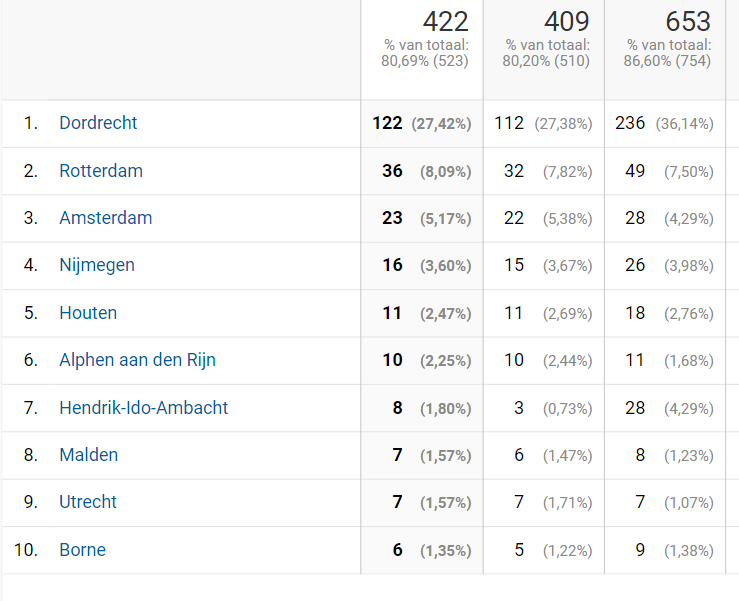 422 409 653
% van totaal: % van totaal: % van totaal:
80,69% (523) 80,20% (510) 86,60% (754)
1. Dordrecht 122 (27,42%) 112 (27,38%) 236 (36,14%)
2. Rotterdam 36 (8,09%) 32 (7,82%) 49 (7,50%)
3. Amsterdam 23 (5,17%) 22 (5,38%) 28 (4,29%)
4. Nijmegen 16 (3,60%) 15 (3,67%) 26 (3,98%)
5. Houten 11 (2,47%) 11 (2,69%) 18 (2,76%)
6. Alphen aan den Rijn 10 (2,25%) 10 (2,44%) 11 (1,68%)
7. Hendrik-Ido-Ambacht 8 (1,80%) 3 (0,73%) 28 (4,29%)
8. Malden 7 (1,57%) 6 (1,47%) 8 (1,23%)
9. Utrecht 7 (1,57%) 7 (1,71%) 7 (1,07%)
10. Borne 6 (1,35%) 5 (1,22%) 9 (1,38%)